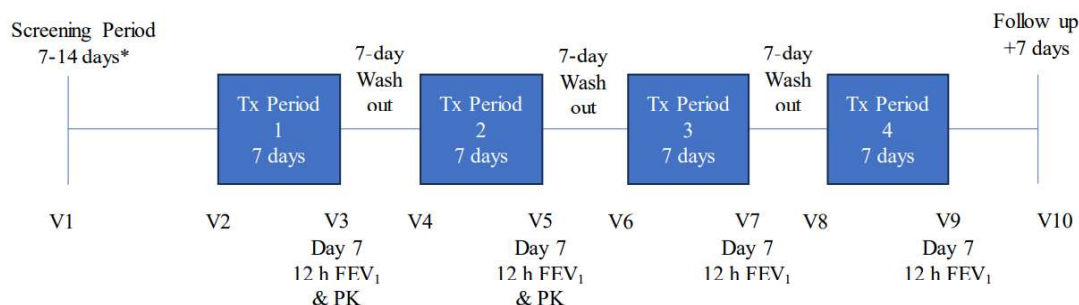 Screening Period
7-14 days*
7-day
Wash
out
7-day
Wash
out
7-day
Wash
out
Follow up
+7 days
Tx Period
1
7 days
Tx Period
2
7 days
Tx Period
3
7 days
Tx Period
4
7 days
V1
V2
V3
Day 7
12 h FEV₁
& PK
V4
V5
Day 7
12 h FEV₁
& PK
V6
V7
Day 7
12 h FEV₁
V8
V9
Day 7
12 h FEV₁
V10